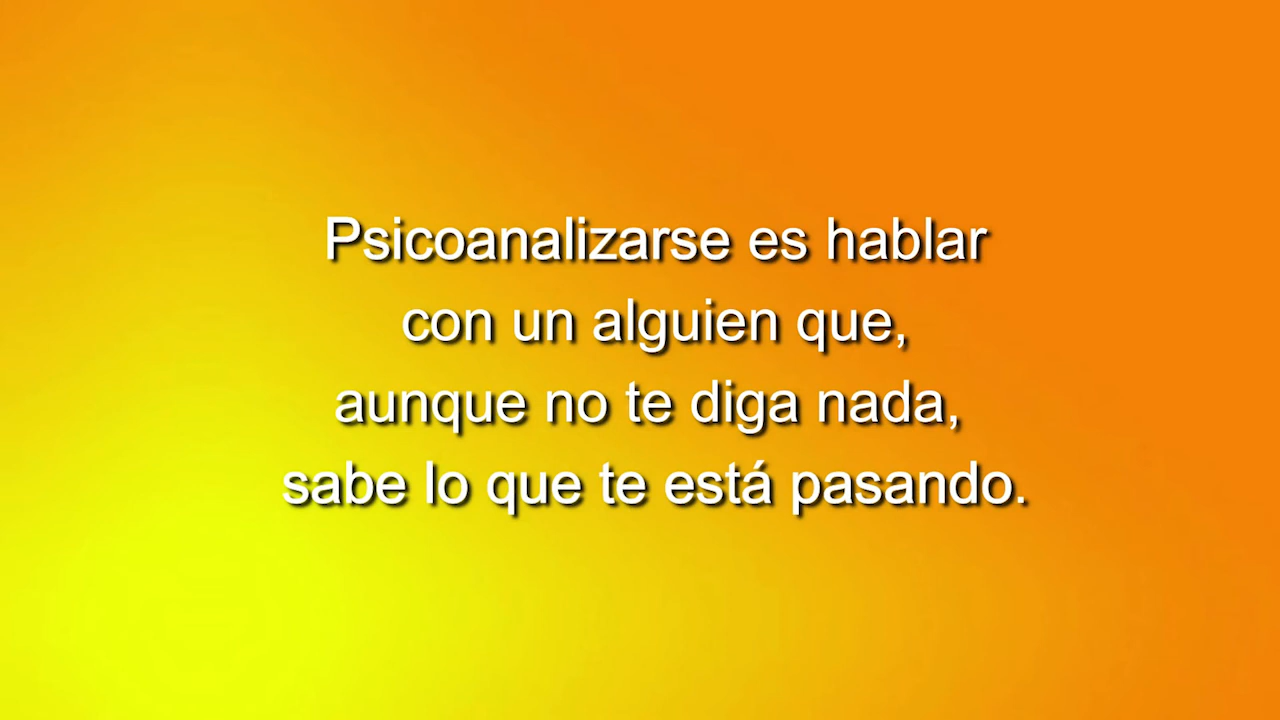 Psicoanalizarse es hablar
con un alguien que,
aunque no te diga nada,
sabe lo que te está pasando.